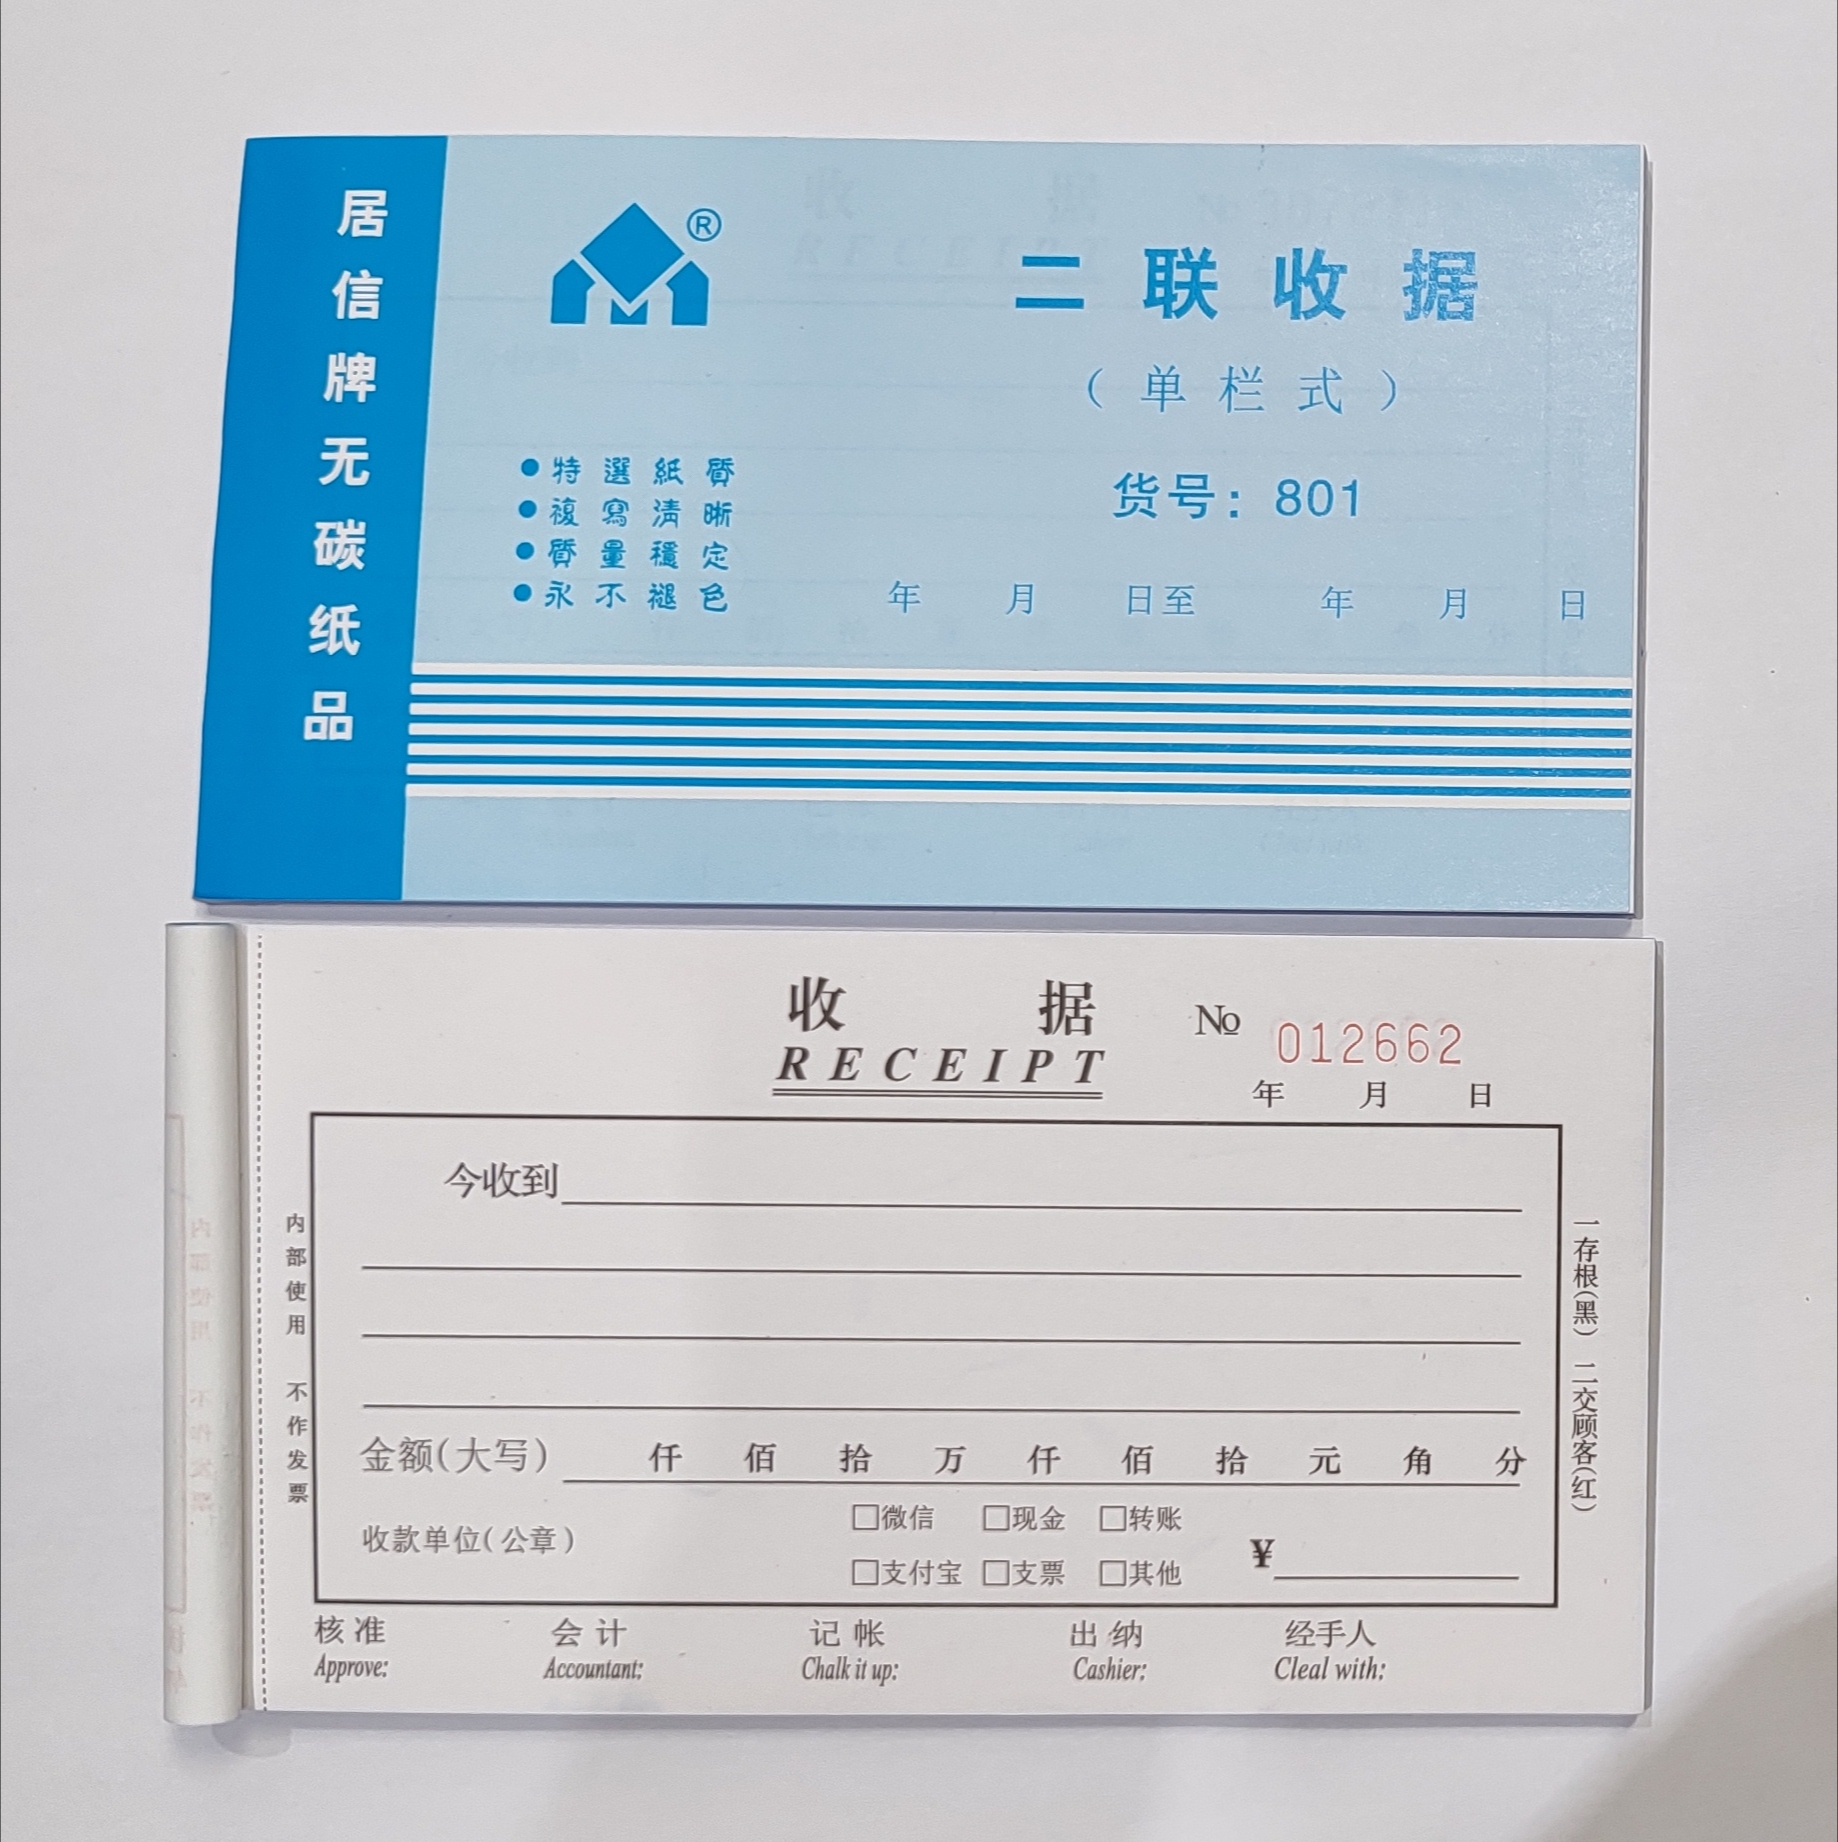 居信牌无碳纸品
®
二联收据
（单栏式）
货号：801
●特選紙質
●複寫清晰
●質量穩定
●永不褪色
年 月 日至 年 月 日
收 据
RECEIPT
№ 012662
年 月 日
今收到
金额(大写) 仟 佰 拾 万 仟 佰 拾 元 角 分
收款单位(公章)
□微信 □现金 □转账
□支付宝 □支票 □其他
¥
内部使用 不作发票
一存根(黑) 二交顾客(红)
核准 会计 记帐 出纳 经手人
Approve: Accountant: Chalk it up: Cashier: Cleal with: